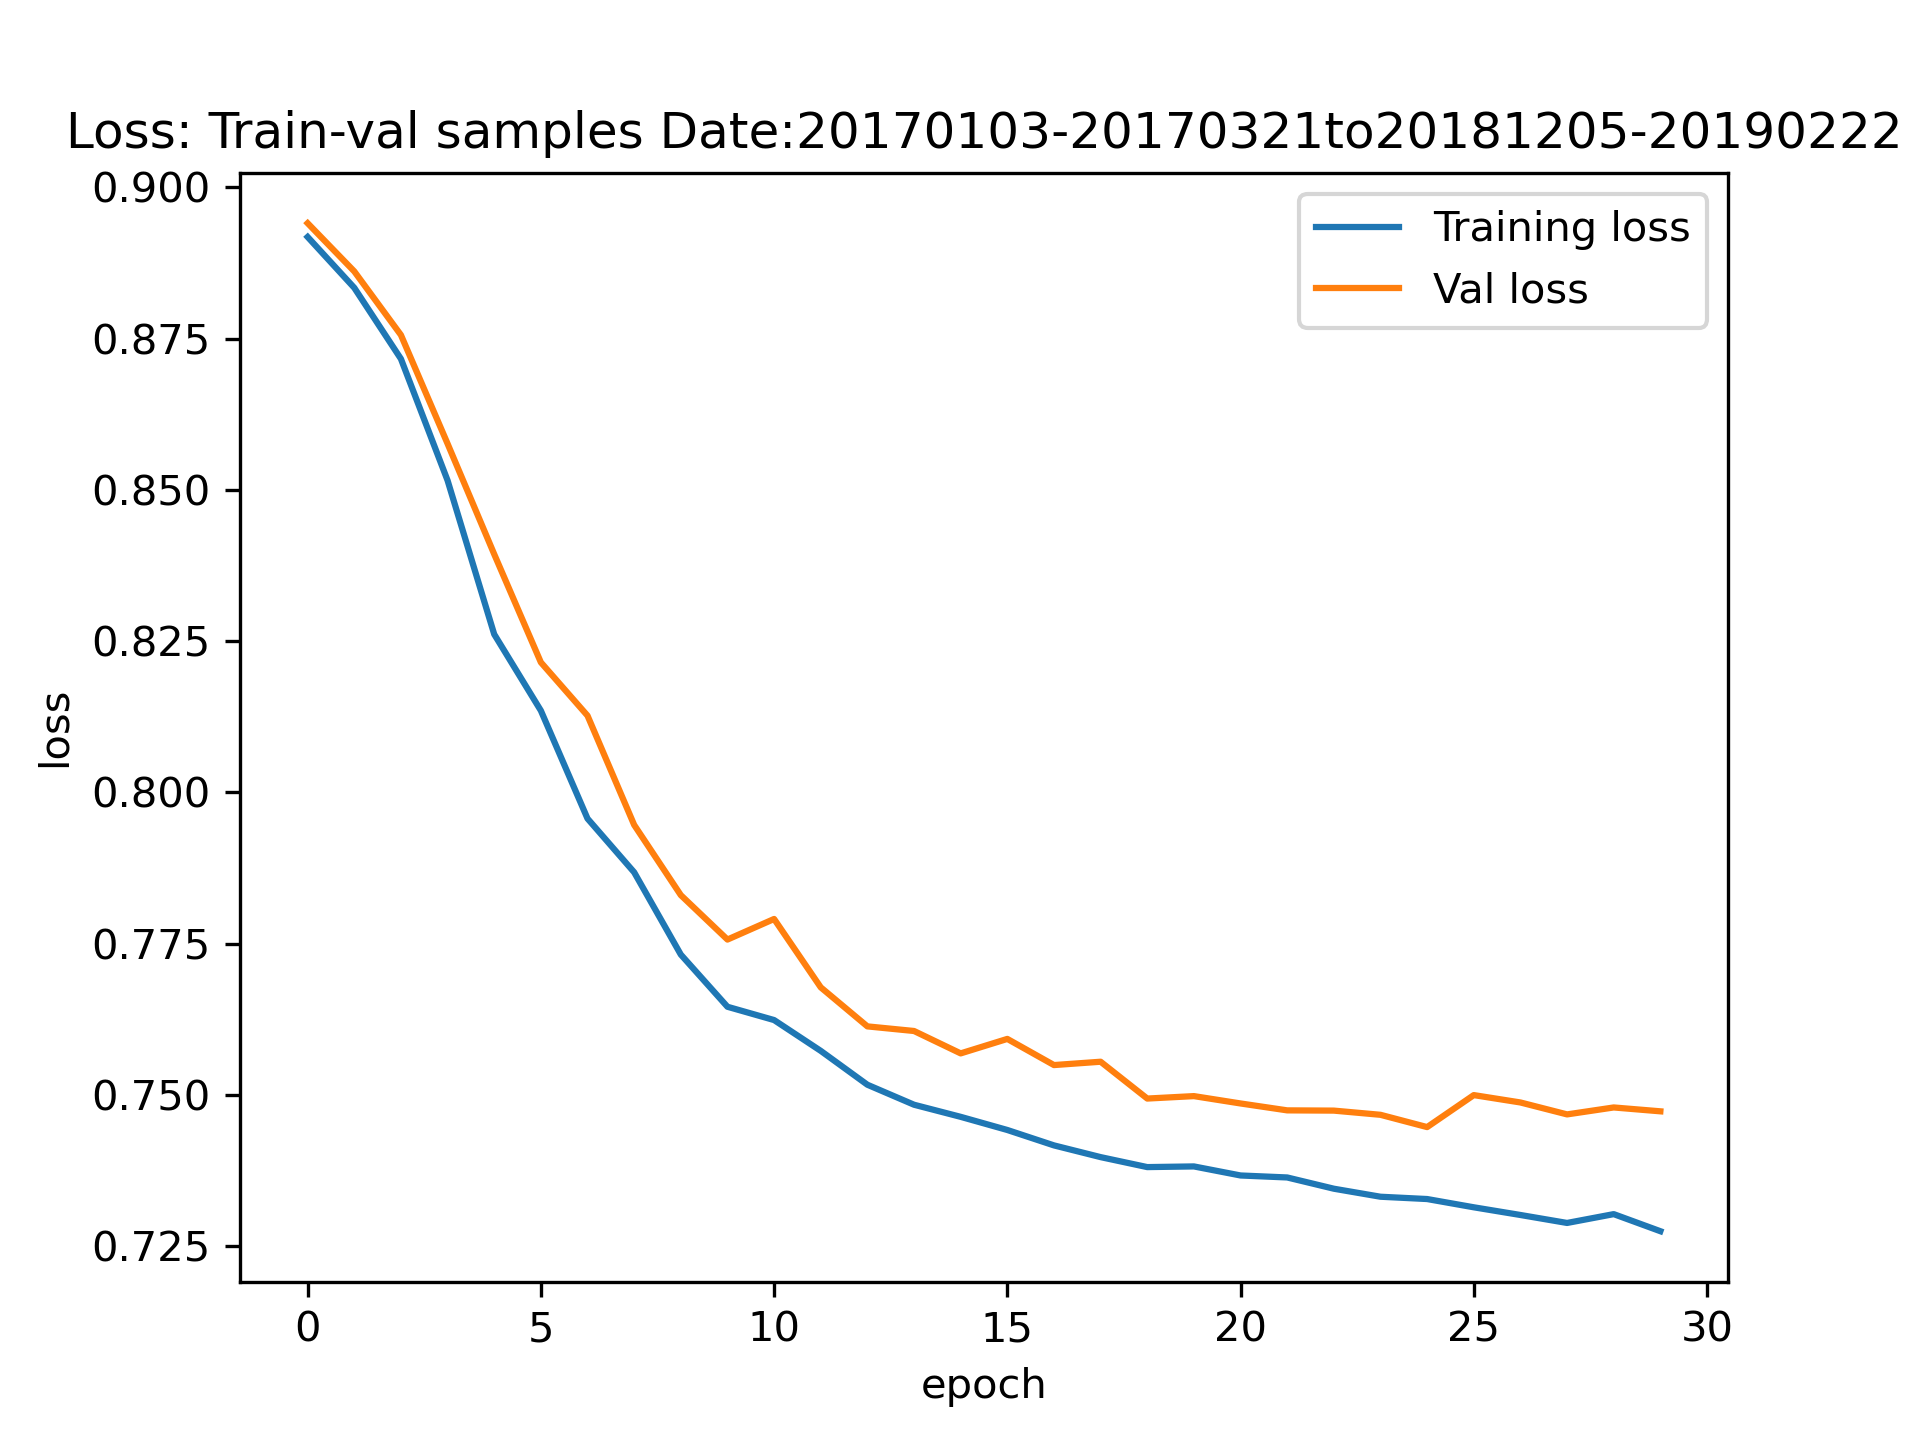 Loss: Train-val samples Date:20170103-20170321to20181205-20190222
Training loss
Val loss
0.900
0.875
0.850
0.825
0.800
0.775
0.750
0.725
loss
0 5 10 15 20 25 30
epoch